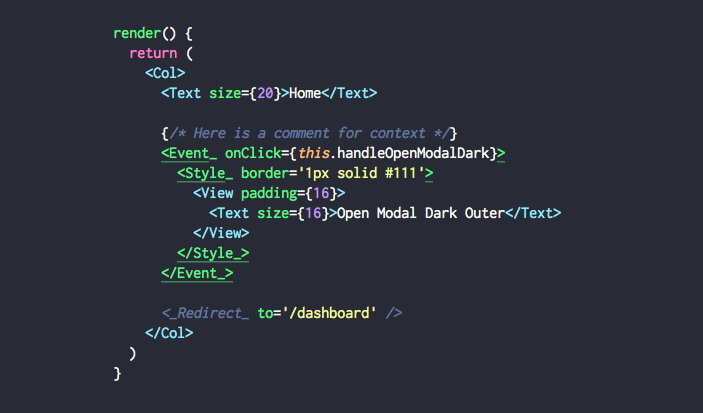 render() {
  return (
    <Col>
      <Text size={20}>Home</Text>

      {/* Here is a comment for context */}
      <Event_ onClick={this.handleOpenModalDark}>
        <Style_ border='1px solid #111'>
          <View padding={16}>
            <Text size={16}>Open Modal Dark Outer</Text>
          </View>
        </Style_>
      </Event_>

      <_Redirect_ to='/dashboard' />
    </Col>
  )
}